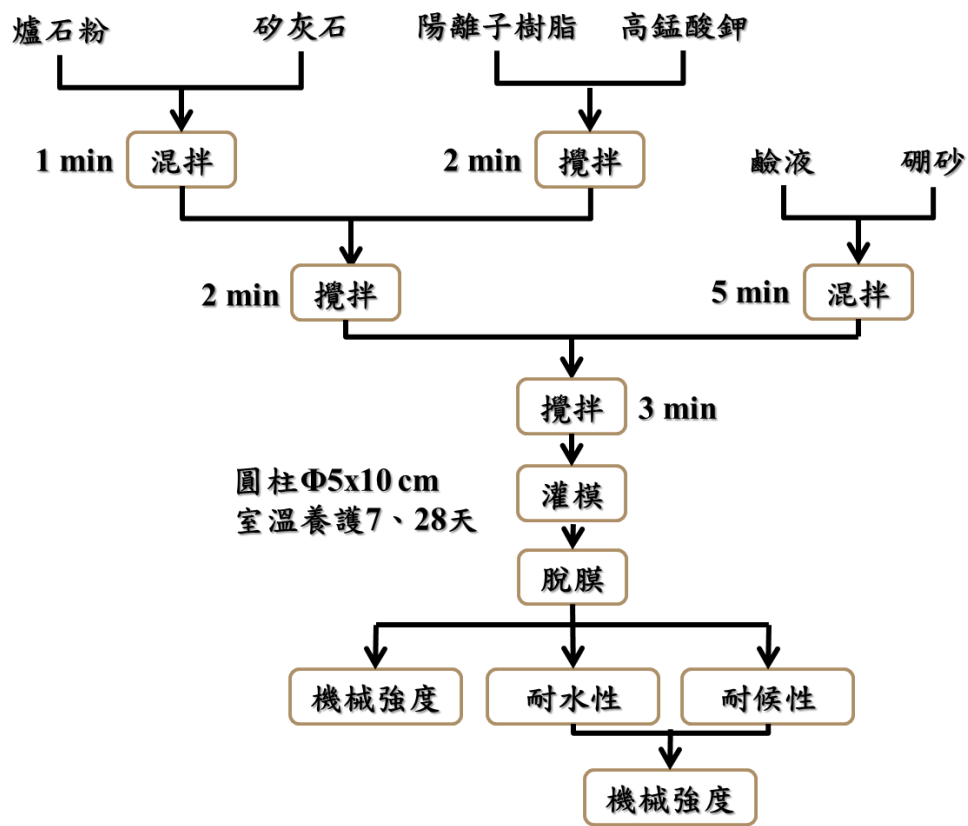 爐石粉
矽灰石
陽離子樹脂
高錳酸鉀
1 min
混拌
2 min
攪拌
鹼液
硼砂
2 min
攪拌
5 min
混拌
攪拌
3 min
圓柱Φ5x10 cm
室溫養護7、28天
灌模
脫膜
機械強度
耐水性
耐候性
機械強度